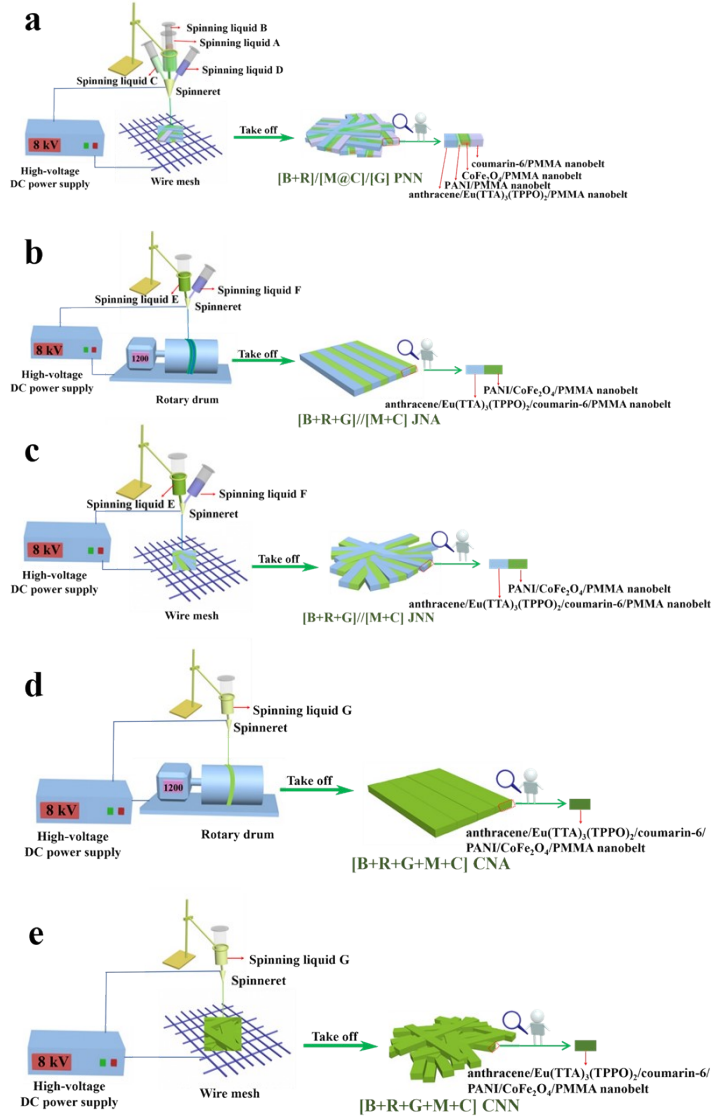 a
Spinning liquid B
Spinning liquid A
Spinning liquid C
Spinning liquid D
Spinneret
8 kV
High-voltage
DC power supply
Wire mesh
Take off
[B+R]/[M@C]/[G] PNN
coumarin-6/PMMA nanobelt
CoFe₂O₄/PMMA nanobelt
PANI/PMMA nanobelt
anthracene/Eu(TTA)₃(TPPO)₂/PMMA nanobelt
b
Spinning liquid E
Spinning liquid F
Spinneret
8 kV
1200
High-voltage
DC power supply
Rotary drum
Take off
[B+R+G]//[M+C] JNA
PANI/CoFe₂O₄/PMMA nanobelt
anthracene/Eu(TTA)₃(TPPO)₂/coumarin-6/PMMA nanobelt
c
Spinning liquid E
Spinning liquid F
Spinneret
8 kV
High-voltage
DC power supply
Wire mesh
Take off
[B+R+G]//[M+C] JNN
PANI/CoFe₂O₄/PMMA nanobelt
anthracene/Eu(TTA)₃(TPPO)₂/coumarin-6/PMMA nanobelt
d
Spinning liquid G
Spinneret
8 kV
1200
High-voltage
DC power supply
Rotary drum
Take off
[B+R+G+M+C] CNA
anthracene/Eu(TTA)₃(TPPO)₂/coumarin-6/
PANI/CoFe₂O₄/PMMA nanobelt
e
Spinning liquid G
Spinneret
8 kV
High-voltage
DC power supply
Wire mesh
Take off
[B+R+G+M+C] CNN
anthracene/Eu(TTA)₃(TPPO)₂/coumarin-6/
PANI/CoFe₂O₄/PMMA nanobelt